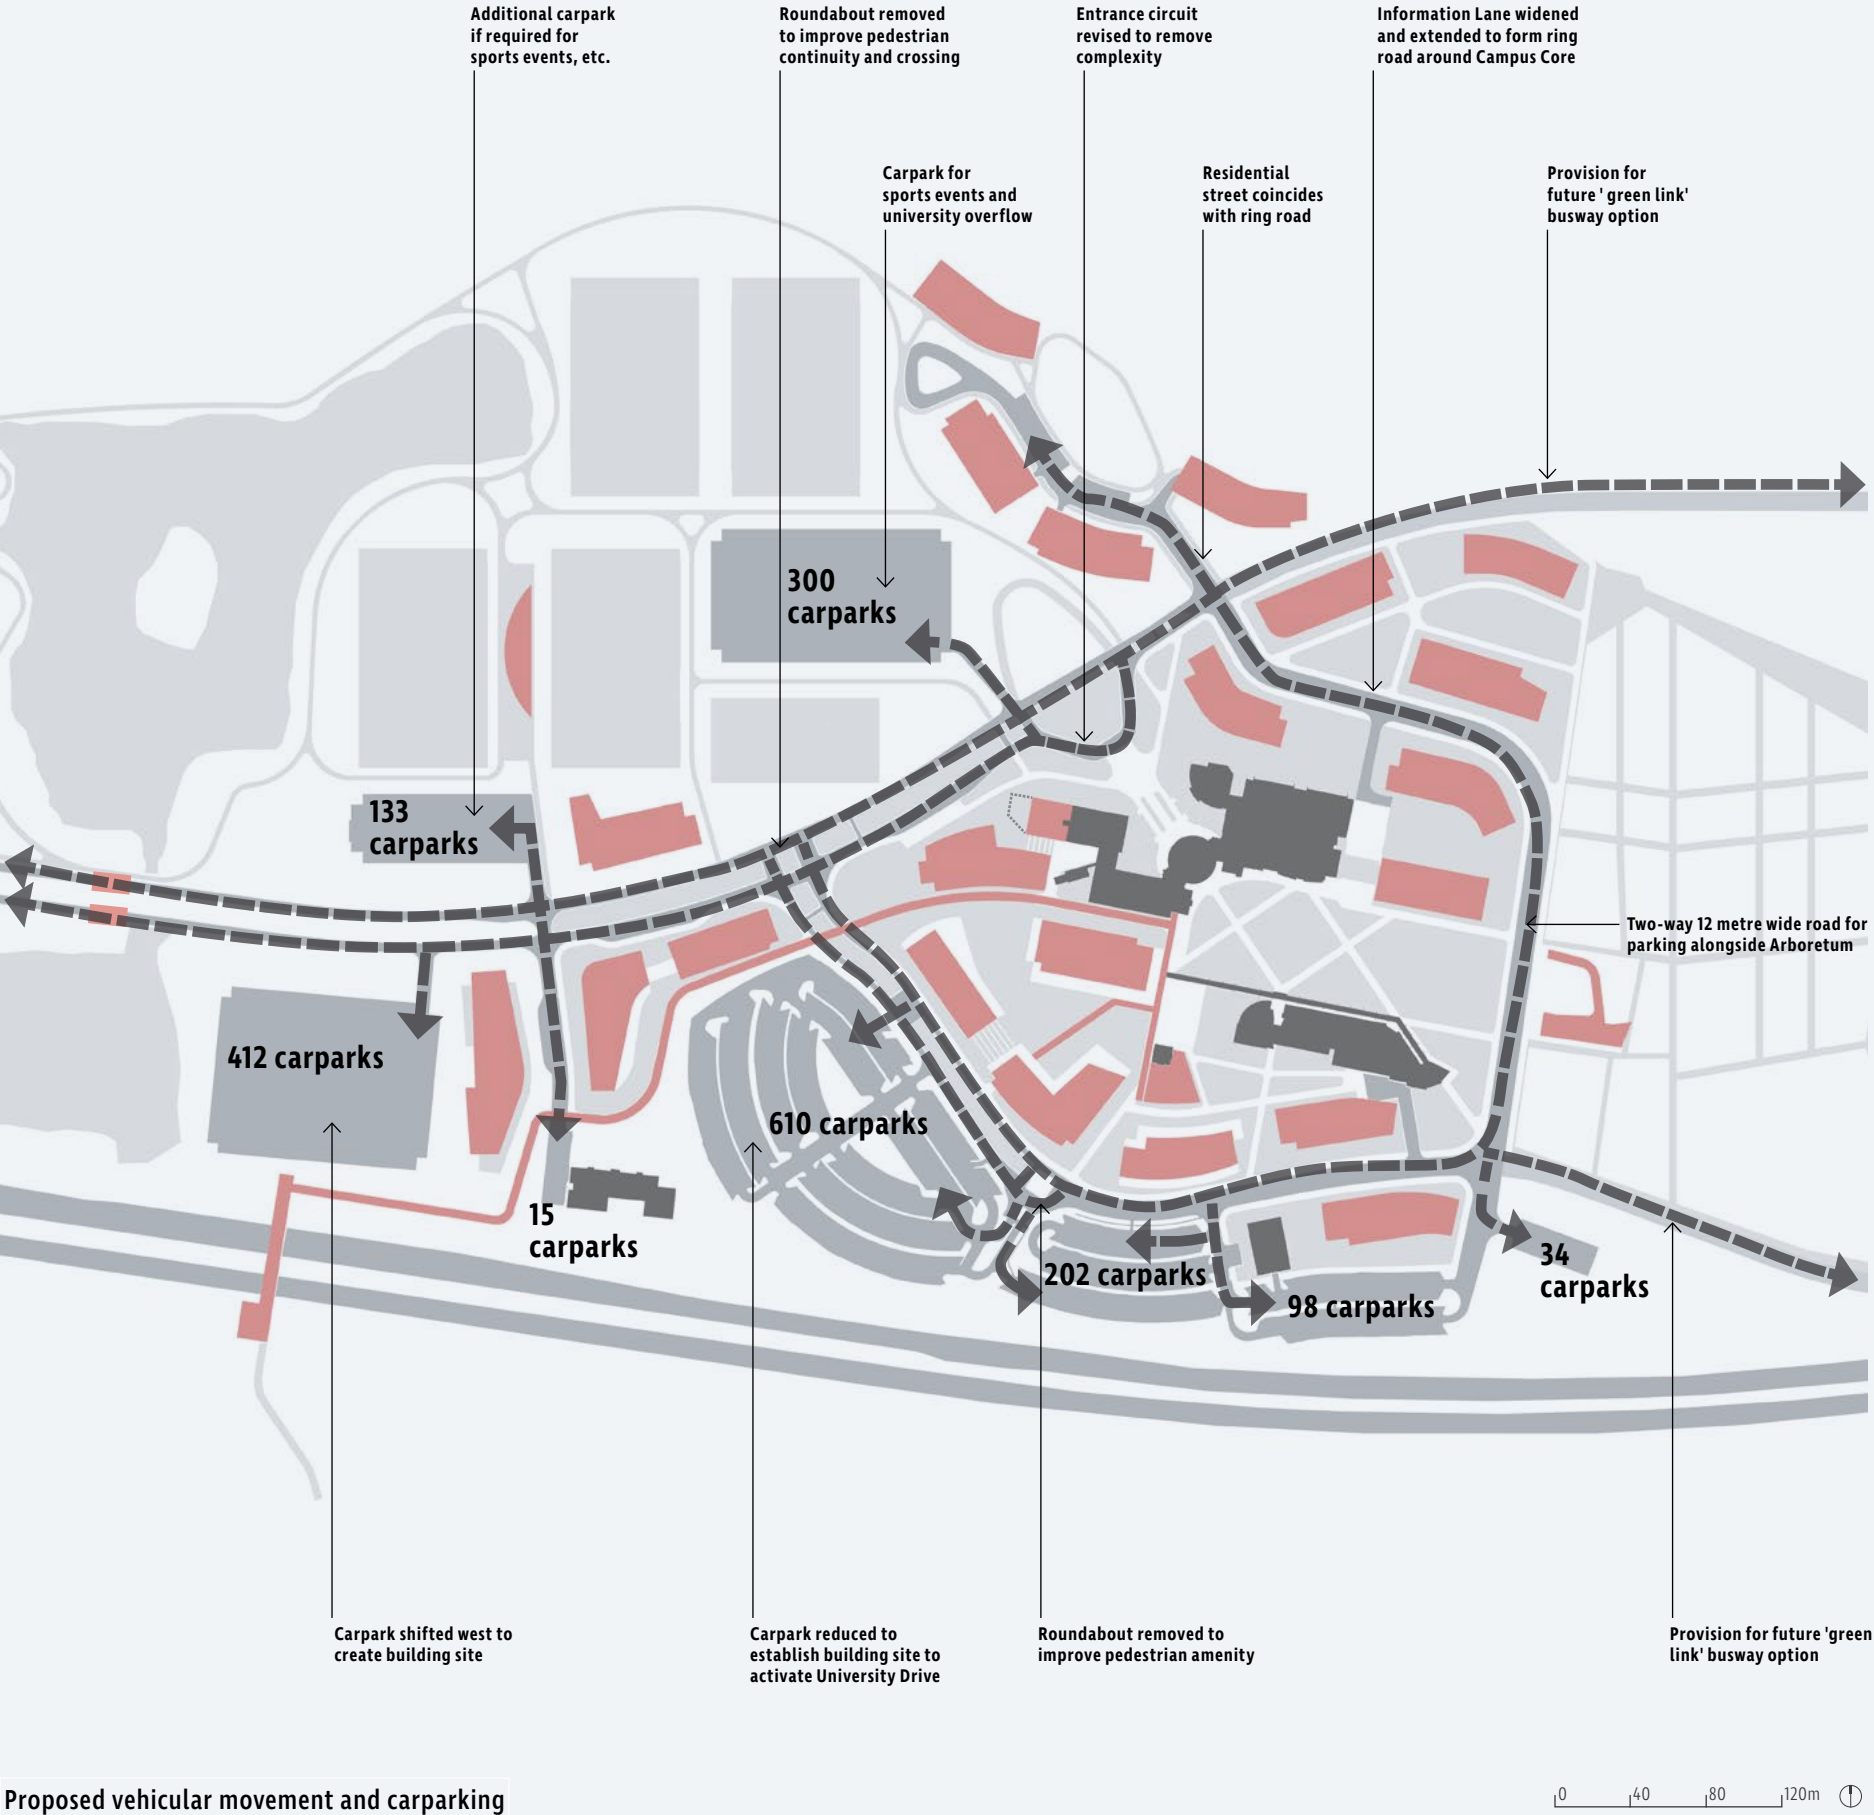 Additional carpark
if required for
sports events, etc.
Roundabout removed
to improve pedestrian
continuity and crossing
Entrance circuit
revised to remove
complexity
Information Lane widened
and extended to form ring
road around Campus Core
Carpark for
sports events and
university overflow
Residential
street coincides
with ring road
Provision for
future ' green link'
busway option
300
carparks
133
carparks
Two-way 12 metre wide road for
parking alongside Arboretum
412 carparks
610 carparks
15
carparks
202 carparks
34
carparks
98 carparks
Carpark shifted west to
create building site
Carpark reduced to
establish building site to
activate University Drive
Roundabout removed to
improve pedestrian amenity
Provision for future 'green
link' busway option
Proposed vehicular movement and carparking
0 40 80 120m